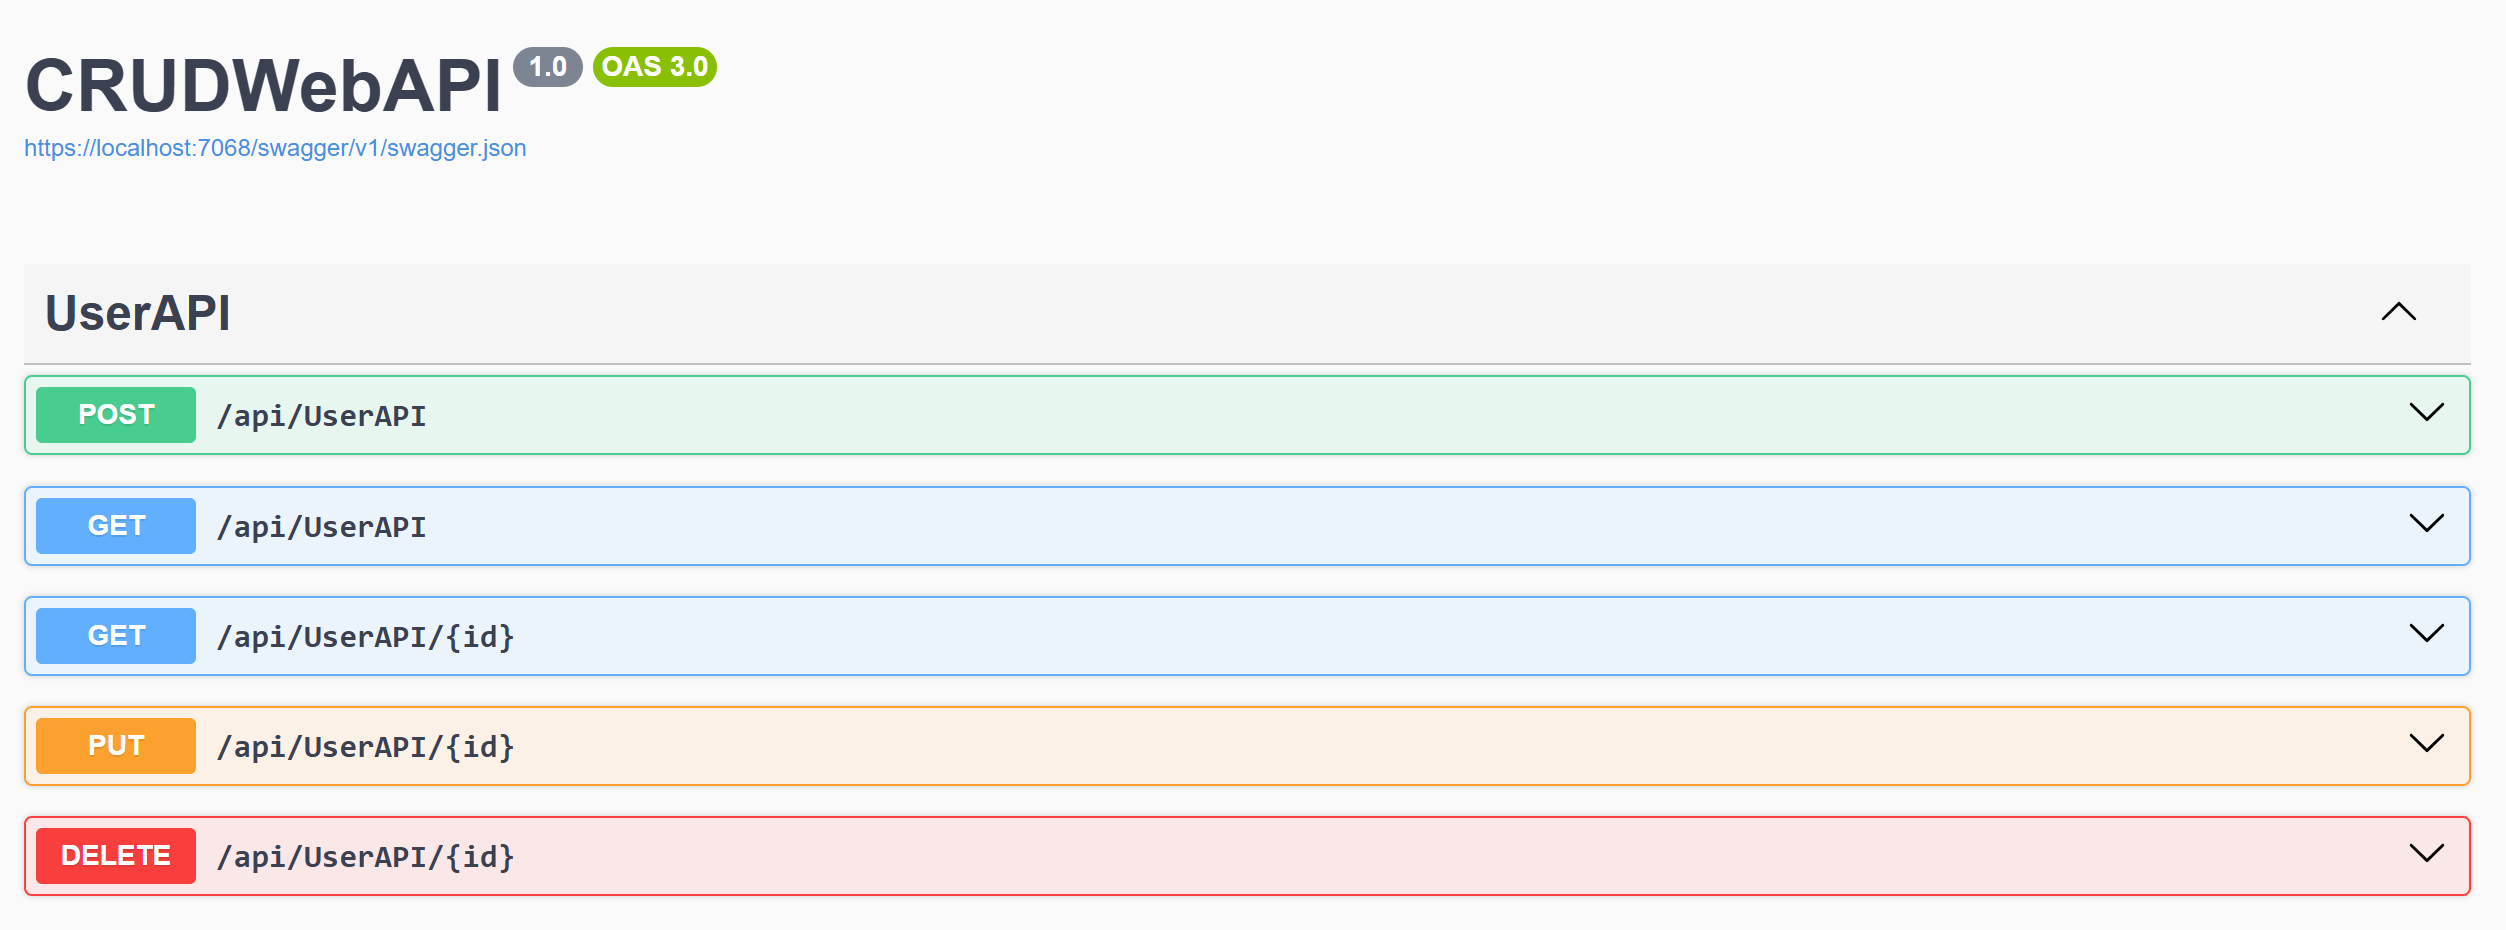 CRUDWebAPI 1.0 OAS 3.0
https://localhost:7068/swagger/v1/swagger.json
UserAPI
POST /api/UserAPI
GET /api/UserAPI
GET /api/UserAPI/{id}
PUT /api/UserAPI/{id}
DELETE /api/UserAPI/{id}